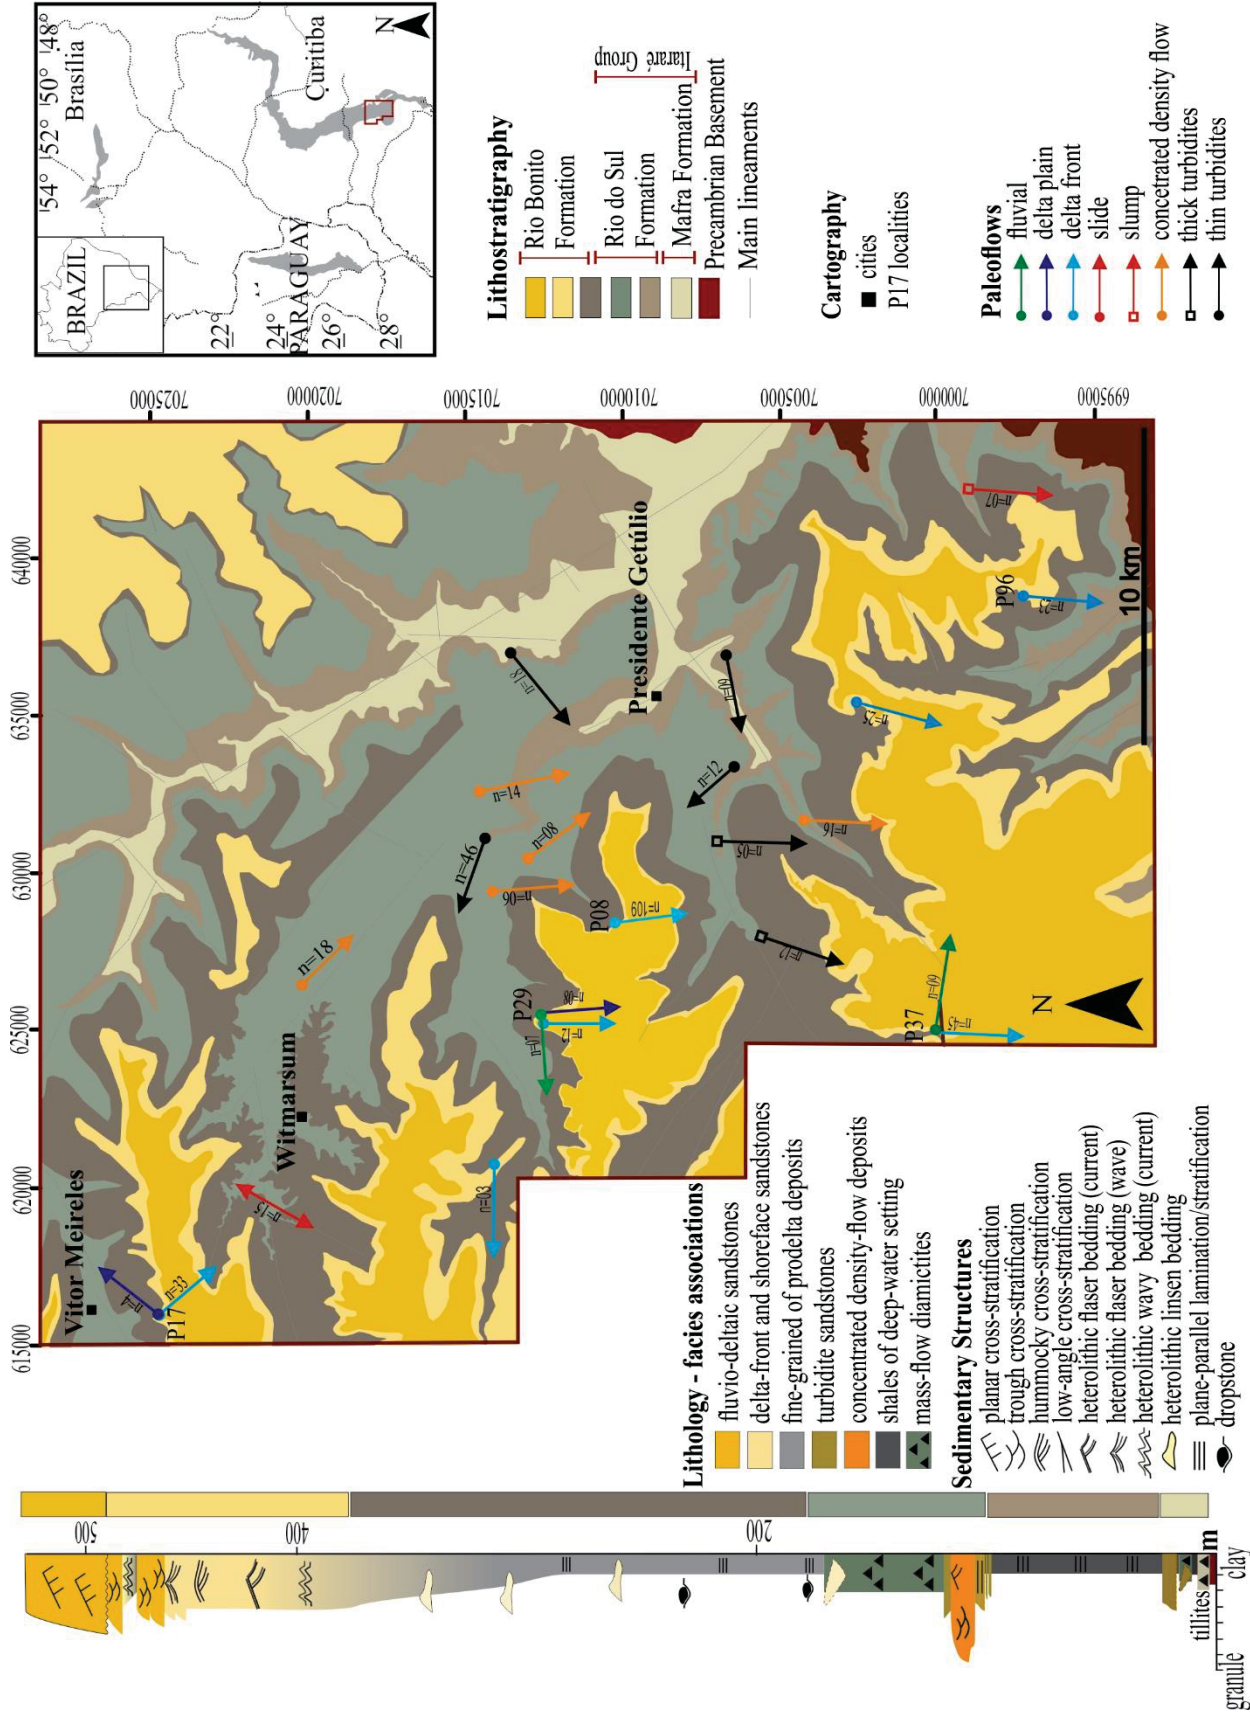 BRAZIL
Brasília
Curitiba
PARAGUAY
54°
52°
50°
48°
22°
24°
26°
28°
N
Lithostratigraphy
Rio Bonito
Formation
Rio do Sul
Formation
Mafra Formation
Itararé Group
Precambrian Basement
Main lineaments
Cartography
cities
P17 localities
Paleoflows
fluvial
delta plain
delta front
slide
slump
concetrated density flow
thick turbidites
thin turbidites
615000
620000
625000
630000
635000
640000
7025000
7020000
7015000
7010000
7005000
7000000
6995000
Vitor Meireles
n=4
n=33
P17
n=15
Witmarsum
n=18
n=03
n=46
n=14
n=18
n=08
n=06
P29
n=07
n=12
n=08
P08
n=109
Presidente Getúlio
n=09
n=12
n=05
n=12
n=16
n=25
P37
n=09
n=45
P96
n=23
n=07
10 km
N
Lithology - facies associations
fluvio-deltaic sandstones
delta-front and shoreface sandstones
fine-grained of prodelta deposits
turbidite sandstones
concentrated density-flow deposits
shales of deep-water setting
mass-flow diamictites
Sedimentary Structures
planar cross-stratification
trough cross-stratification
hummocky cross-stratification
low-angle cross-stratification
heterolithic flaser bedding (current)
heterolithic flaser bedding (wave)
heterolithic wavy bedding (current)
heterolithic linsen bedding
plane-parallel lamination/stratification
dropstone
500
400
200
m
tillites
granule
clay